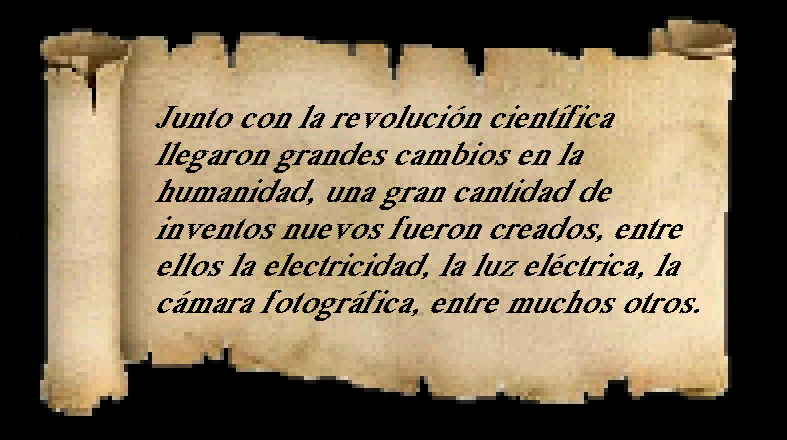 Junto con la revolución científica
llegaron grandes cambios en la
humanidad, una gran cantidad de
inventos nuevos fueron creados, entre
ellos la electricidad, la luz eléctrica, la
cámara fotográfica, entre muchos otros.